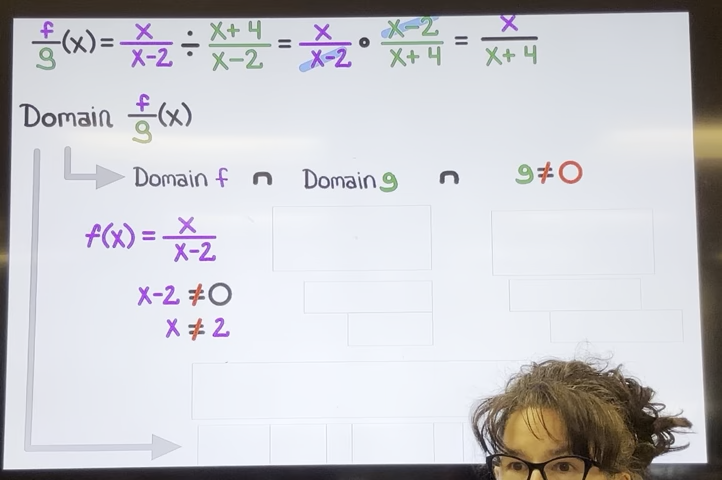 f/g (x) = x/x-2 ÷ x+4/x-2 = x/x-2 • x-2/x+4 = x/x+4
Domain f/g (x)
Domain f ∩ Domain g ∩ g≠0
f(x) = x/x-2
x-2 ≠0
x ≠ 2